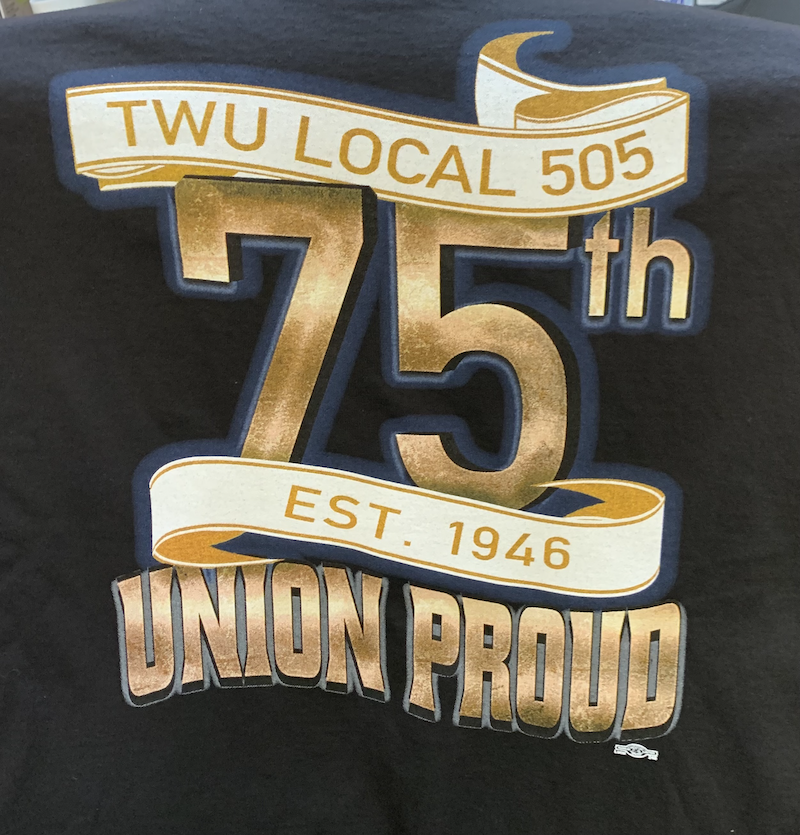 TWU LOCAL 505
75th
EST. 1946
UNION PROUD